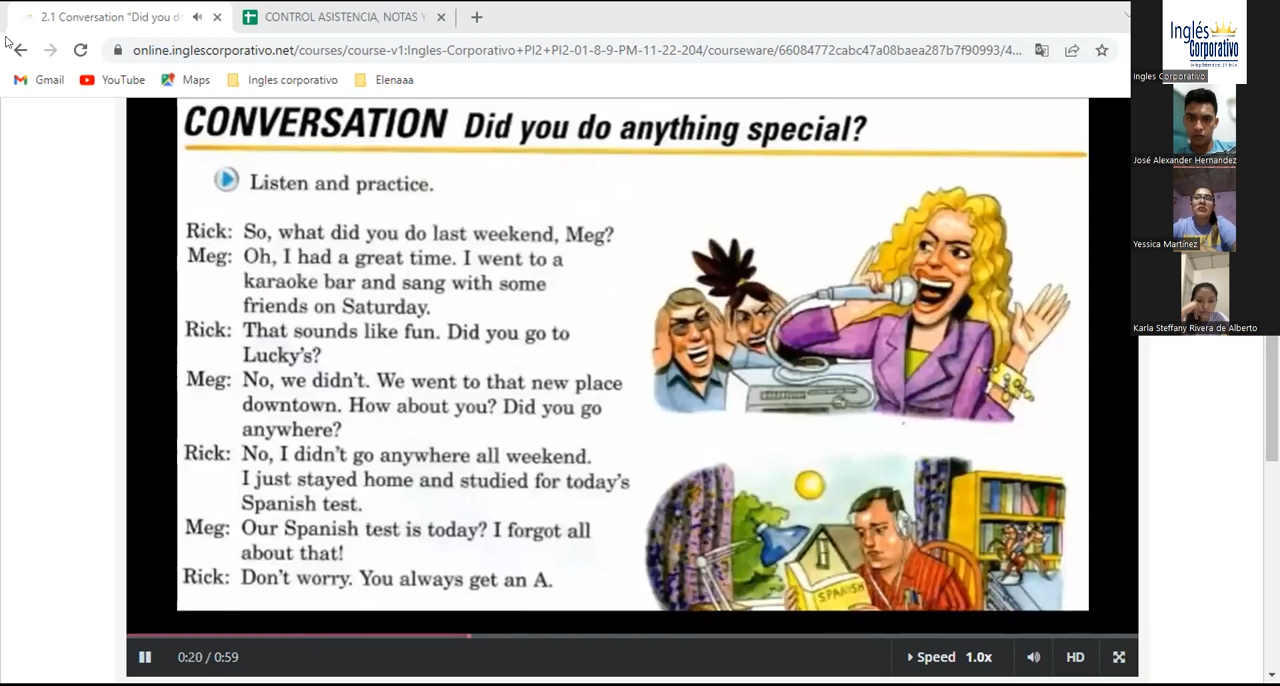 2.1 Conversation "Did you d
CONTROL ASISTENCIA, NOTAS Y
online.inglescorporativo.net/courses/course-v1:Ingles-Corporativo+PI2+PI2-01-8-9-PM-11-22-204/courseware/66084772cabc47a08baea287b7f90993/4...
Gmail
YouTube
Maps
Ingles corporativo
Elenaaa
CONVERSATION Did you do anything special?
Listen and practice.
Rick: So, what did you do last weekend, Meg?
Meg: Oh, I had a great time. I went to a
karaoke bar and sang with some
friends on Saturday.
Rick: That sounds like fun. Did you go to
Lucky's?
Meg: No, we didn't. We went to that new place
downtown. How about you? Did you go
anywhere?
Rick: No, I didn't go anywhere all weekend.
I just stayed home and studied for today's
Spanish test.
Meg: Our Spanish test is today? I forgot all
about that!
Rick: Don't worry. You always get an A.
SPANISH
0:20 / 0:59
Speed 1.0x
HD
Inglés
Corporativo
Ingles Corporativo
José Alexander Hernandez
Yessica Martínez
Karla Steffany Rivera de Alberto